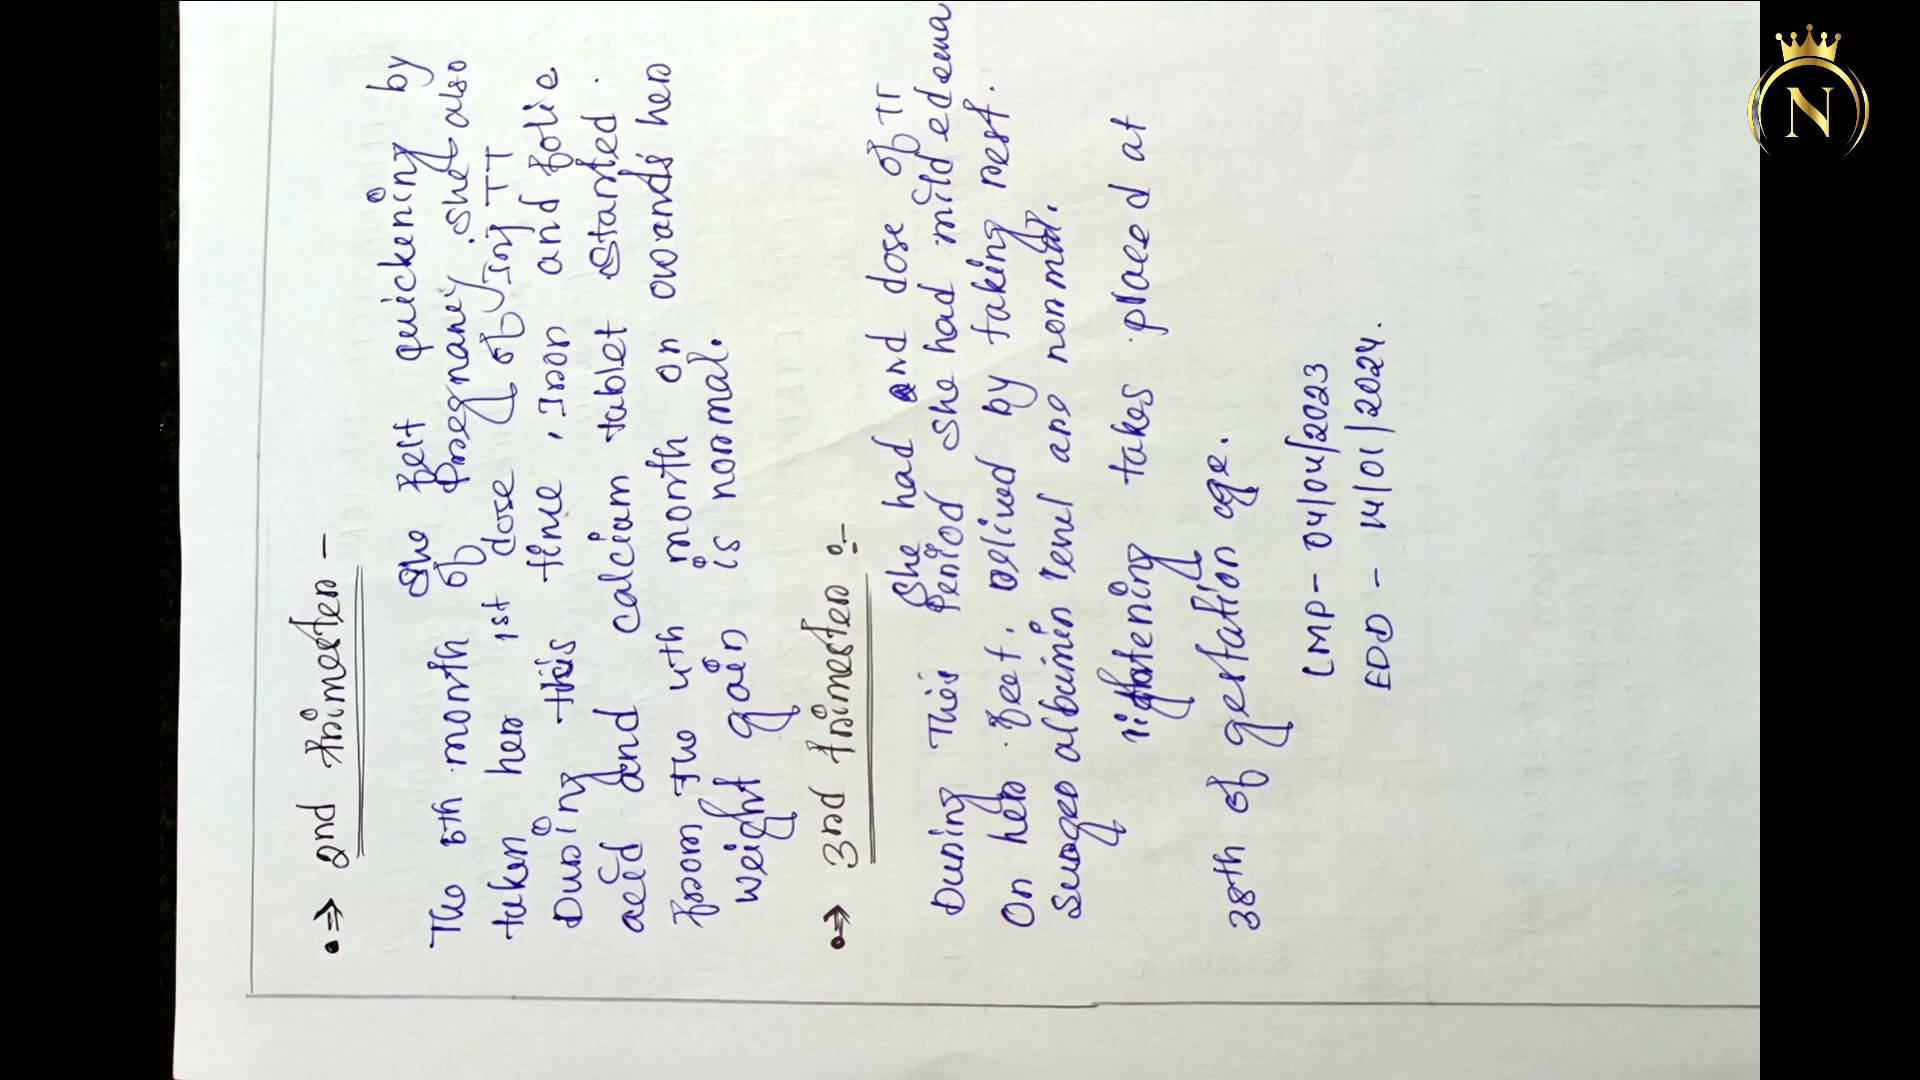 •⇒ 2nd trimester –
She felt quickening by
The 5th month of Pregnancy. She also
taken her 1st dose of Inj TT
During this time, Iron and folic
acid and calcium tablet started.
from the 4th month on owards her
weight gain is normal.
•⇒ 3rd trimester :–
She had 2nd dose of TT
During This Period she had mild edema
On her feet. relived by taking rest.
Sugar albumin level are normal.
lightening takes placed at
38th of gestation age.
LMP – 04/04/2023
EDD – 14/01/2024.
N